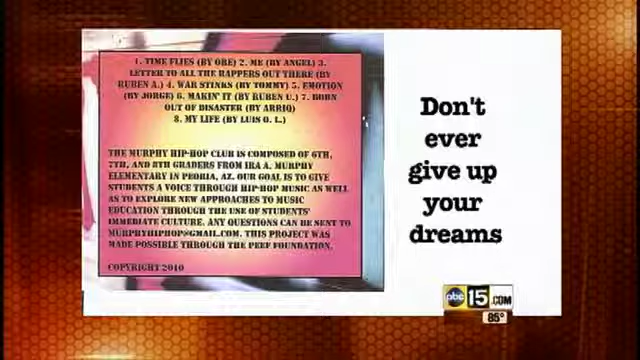 1. TIME FLIES (BY OBE) 2. ME (BY ANGEL) 3.
LETTER TO ALL THE RAPPERS OUT THERE (BY
RUBEN A.) 4. WAR STINKS (BY TOMMY) 5. EMOTION
(BY JORGE) 6. MAKIN' IT (BY RUBEN U.) 7. BORN
OUT OF DISASTER (BY ARRIQ)
8. MY LIFE (BY LUIS O. L.)
THE MURPHY HIP-HOP CLUB IS COMPOSED OF 6TH,
7TH, AND 8TH GRADERS FROM IRA A. MURPHY
ELEMENTARY IN PEORIA, AZ. OUR GOAL IS TO GIVE
STUDENTS A VOICE THROUGH HIP-HOP MUSIC AS WELL
AS TO EXPLORE NEW APPROACHES TO MUSIC
EDUCATION THROUGH THE USE OF STUDENTS'
IMMEDIATE CULTURE. ANY QUESTIONS CAN BE SENT TO
MURPHYHIPHOP@GMAIL.COM. THIS PROJECT WAS
MADE POSSIBLE THROUGH THE PEEF FOUNDATION.
COPYRIGHT 2010
Don't
ever
give up
your
dreams
abc 15 .COM
85°